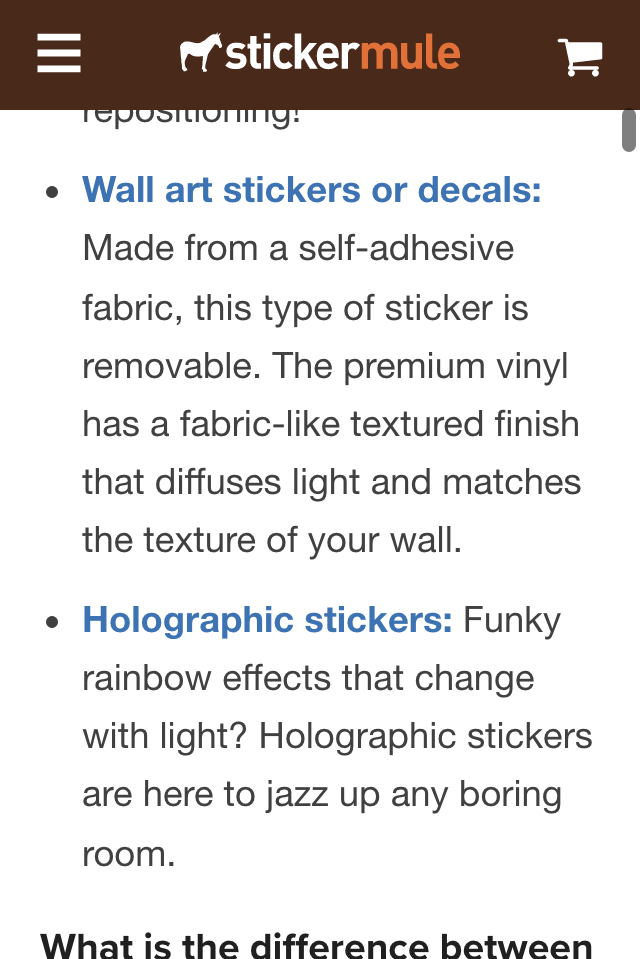 stickermule
repositioning!
Wall art stickers or decals:
Made from a self-adhesive
fabric, this type of sticker is
removable. The premium vinyl
has a fabric-like textured finish
that diffuses light and matches
the texture of your wall.
Holographic stickers: Funky
rainbow effects that change
with light? Holographic stickers
are here to jazz up any boring
room.
What is the difference between